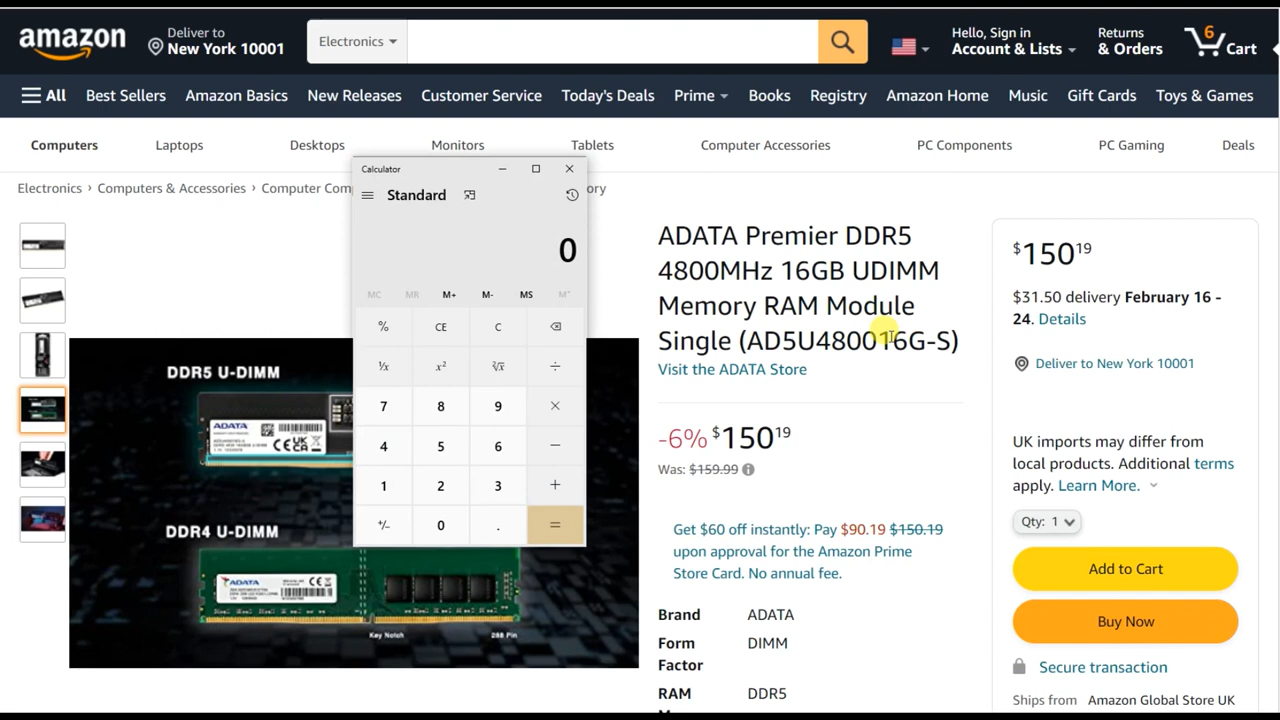 amazon
Deliver to
New York 10001
Electronics
Hello, Sign in
Account & Lists
Returns
& Orders
6
Cart
All
Best Sellers
Amazon Basics
New Releases
Customer Service
Today's Deals
Prime
Books
Registry
Amazon Home
Music
Gift Cards
Toys & Games
Computers
Laptops
Desktops
Monitors
Tablets
Computer Accessories
PC Components
PC Gaming
Deals
Electronics › Computers & Accessories ›
Calculator
Standard
0
MC MR M+ M- MS M˅
% CE C
⅟x x² ²√x ÷
7 8 9 ×
4 5 6 −
1 2 3 +
+/− 0 . =
DDR5 U-DIMM
ADATA
DDR4 U-DIMM
ADATA
Key Notch
288 Pin
ADATA Premier DDR5
4800MHz 16GB UDIMM
Memory RAM Module
Single (AD5U480016G-S)
Visit the ADATA Store
-6% $15019
Was: $159.99
Get $60 off instantly: Pay $90.19 $150.19
upon approval for the Amazon Prime
Store Card. No annual fee.
Brand ADATA
Form DIMM
Factor
RAM DDR5
$15019
$31.50 delivery February 16 -
24. Details
Deliver to New York 10001
UK imports may differ from
local products. Additional terms
apply. Learn More.
Qty: 1
Add to Cart
Buy Now
Secure transaction
Ships from Amazon Global Store UK